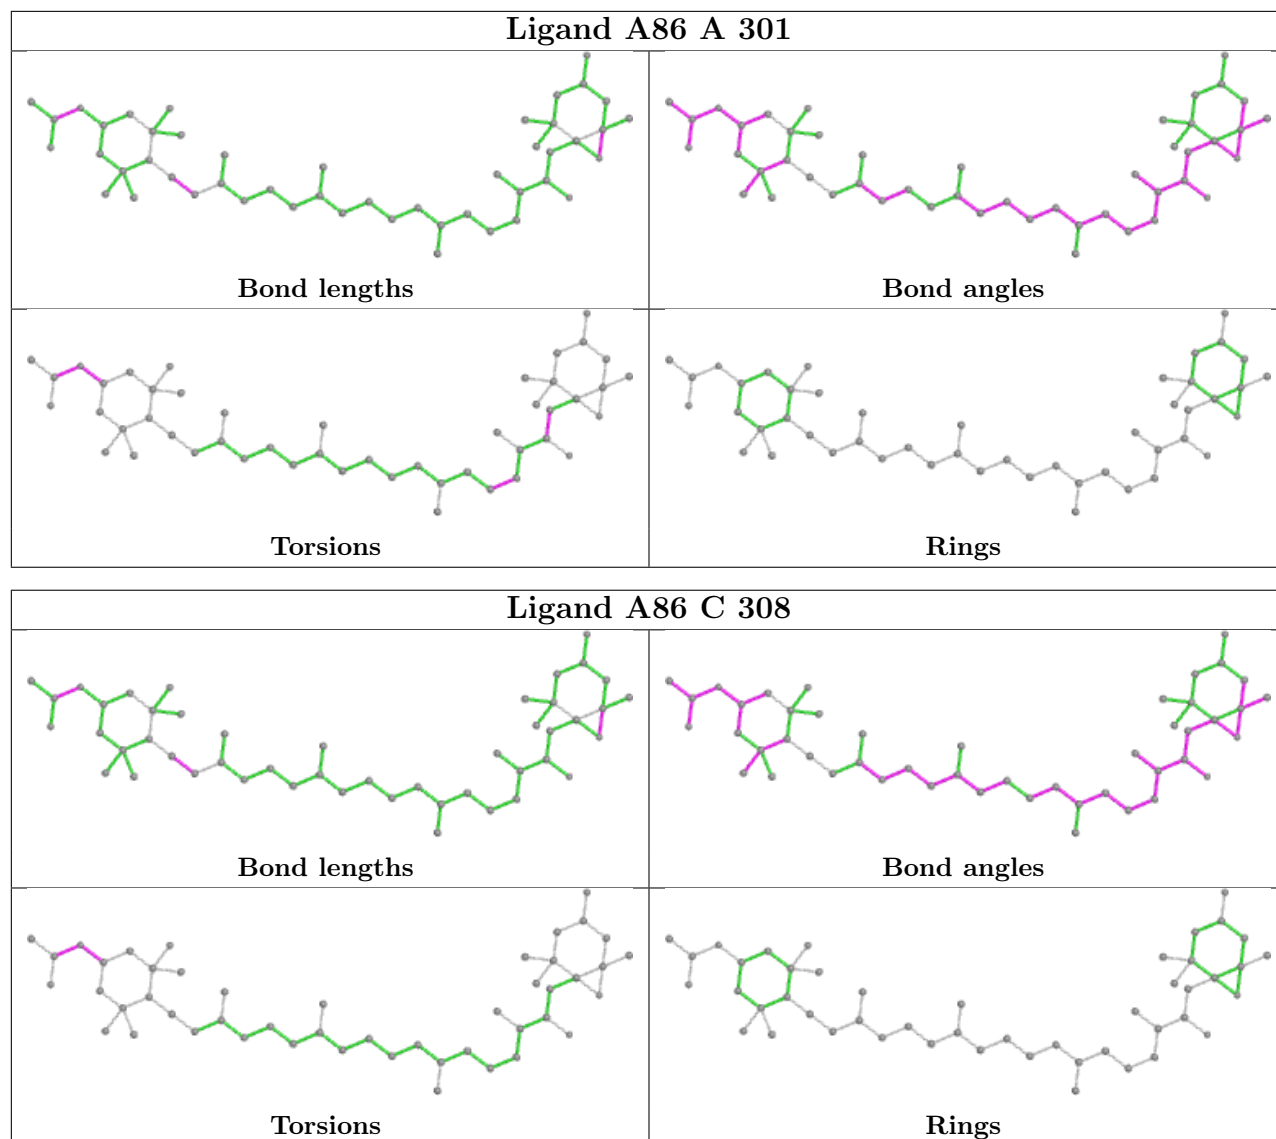 Ligand A86 A 301
Bond lengths
Bond angles
Torsions
Rings
Ligand A86 C 308
Bond lengths
Bond angles
Torsions
Rings